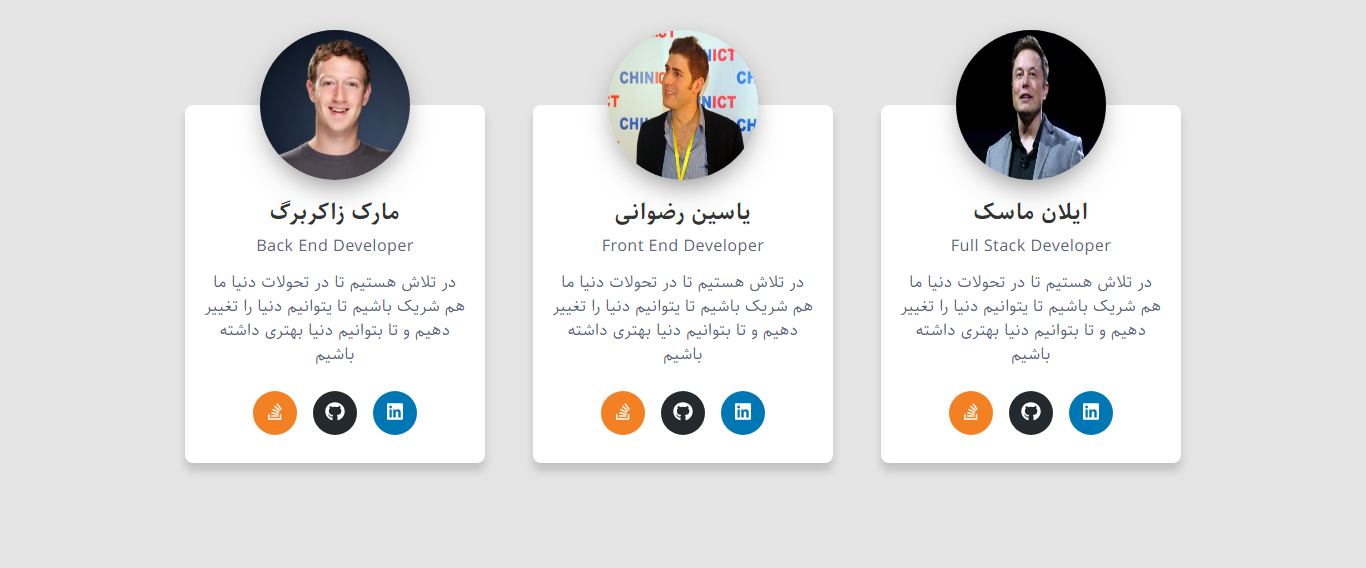 CHINICT
مارک زاکربرگ
Back End Developer
در تلاش هستیم تا در تحولات دنیا ما
هم شریک باشیم تا یتوانیم دنیا را تغییر
دهیم و تا بتوانیم دنیا بهتری داشته
باشیم
یاسین رضوانی
Front End Developer
در تلاش هستیم تا در تحولات دنیا ما
هم شریک باشیم تا یتوانیم دنیا را تغییر
دهیم و تا بتوانیم دنیا بهتری داشته
باشیم
ایلان ماسک
Full Stack Developer
در تلاش هستیم تا در تحولات دنیا ما
هم شریک باشیم تا یتوانیم دنیا را تغییر
دهیم و تا بتوانیم دنیا بهتری داشته
باشیم